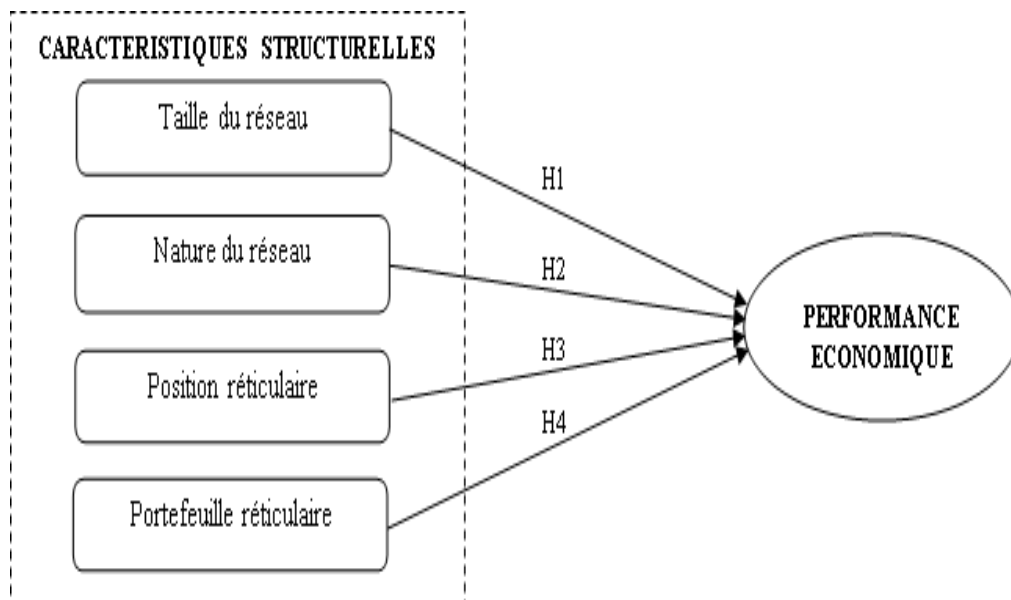 CARACTERISTIQUES STRUCTURELLES
Taille du réseau
H1
Nature du réseau
H2
PERFORMANCE
ECONOMIQUE
H3
Position réticulaire
H4
Portefeuille réticulaire